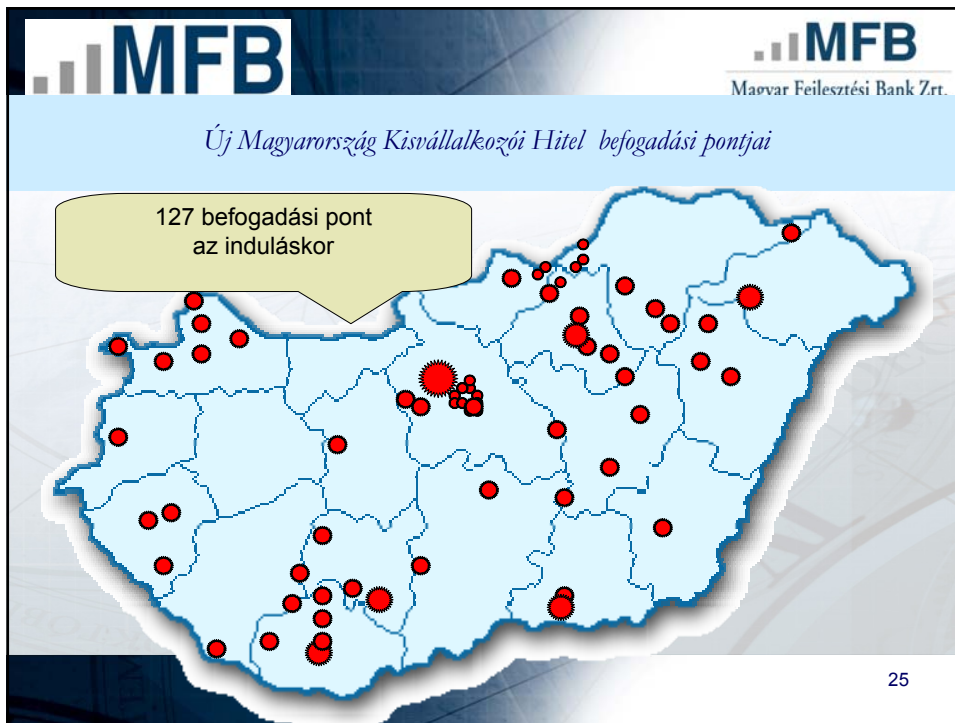 MFB
MFB
Magyar Fejlesztési Bank Zrt.
Új Magyarország Kisvállalkozói Hitel befogadási pontjai
127 befogadási pont
az induláskor
25